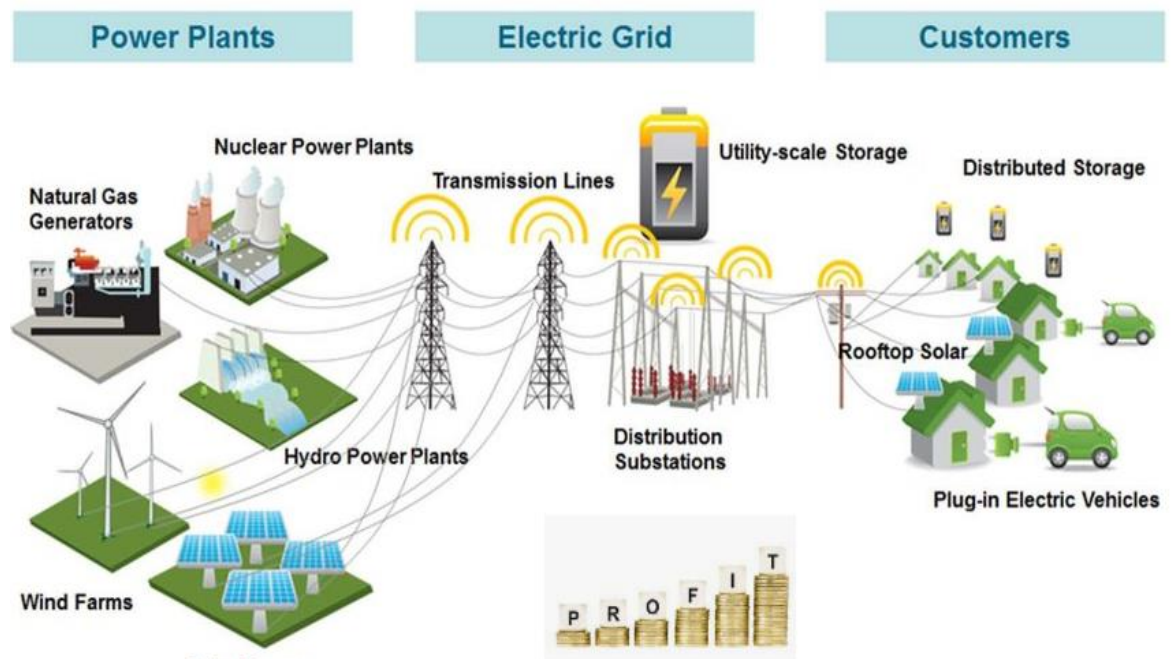 Power Plants
Electric Grid
Customers
Nuclear Power Plants
Natural Gas
Generators
Hydro Power Plants
Wind Farms
Transmission Lines
Utility-scale Storage
Distribution
Substations
Distributed Storage
Rooftop Solar
Plug-in Electric Vehicles
P R O F I T